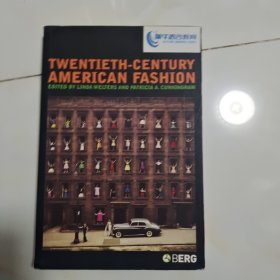 TWENTIETH-CENTURY
AMERICAN FASHION
EDITED BY LINDA WELTERS AND PATRICIA A. CUNNINGHAM
BERG